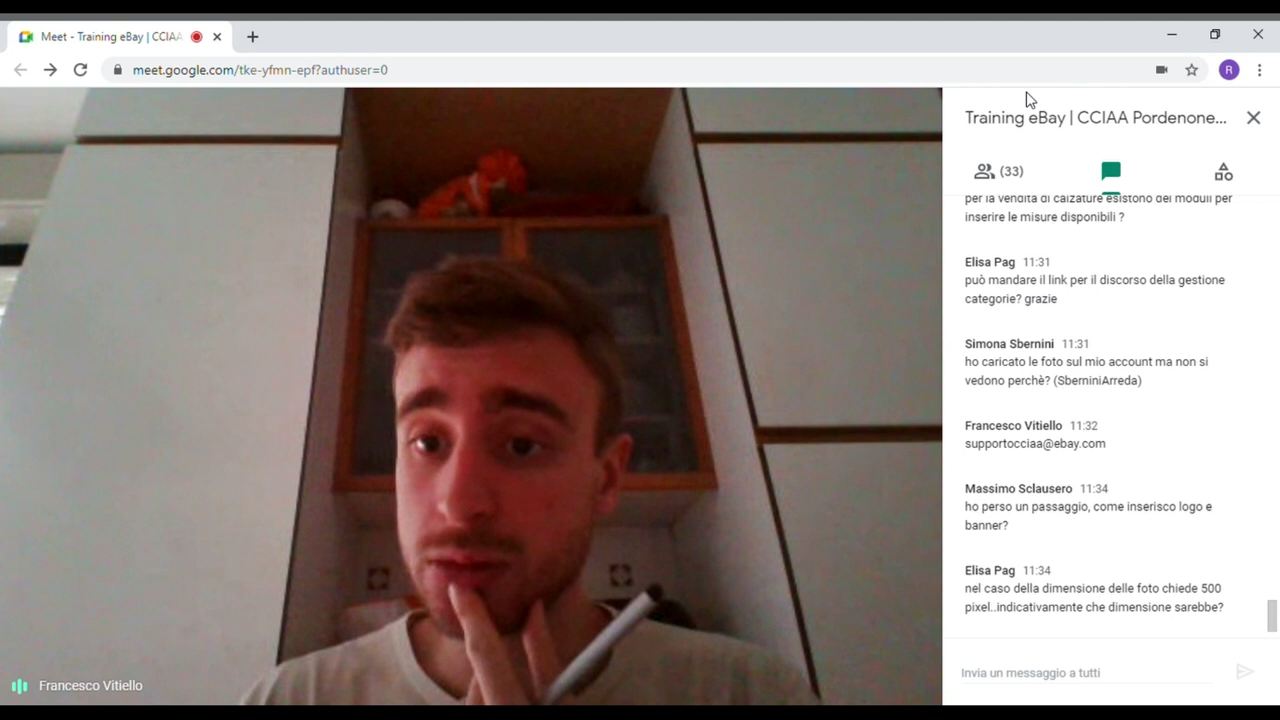 Meet - Training eBay | CCIAA
meet.google.com/tke-yfmn-epf?authuser=0
R
Training eBay | CCIAA Pordenone...
(33)
per la vendita di calzature esistono dei moduli per
inserire le misure disponibili ?
Elisa Pag 11:31
può mandare il link per il discorso della gestione
categorie? grazie
Simona Sbernini 11:31
ho caricato le foto sul mio account ma non si
vedono perchè? (SberniniArreda)
Francesco Vitiello 11:32
supportocciaa@ebay.com
Massimo Sclausero 11:34
ho perso un passaggio, come inserisco logo e
banner?
Elisa Pag 11:34
nel caso della dimensione delle foto chiede 500
pixel..indicativamente che dimensione sarebbe?
Invia un messaggio a tutti
Francesco Vitiello